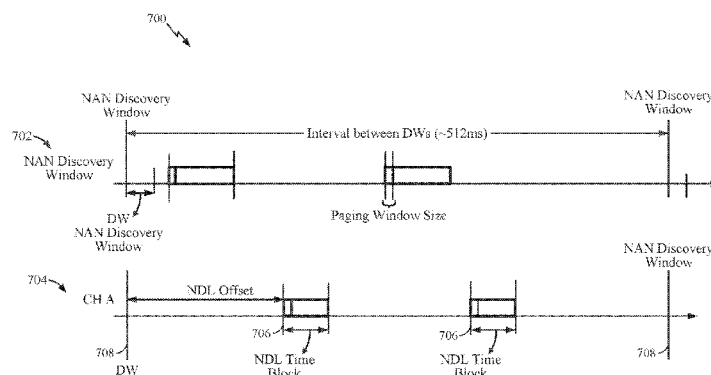 700
NAN Discovery
Window
NAN Discovery
Window
702
Interval between DWs (~512ms)
NAN Discovery
Window
DW
NAN Discovery
Window
Paging Window Size
NAN Discovery
Window
704
CH A
NDL Offset
706
706
708
708
NDL Time
Block
NDL Time
Block
DW